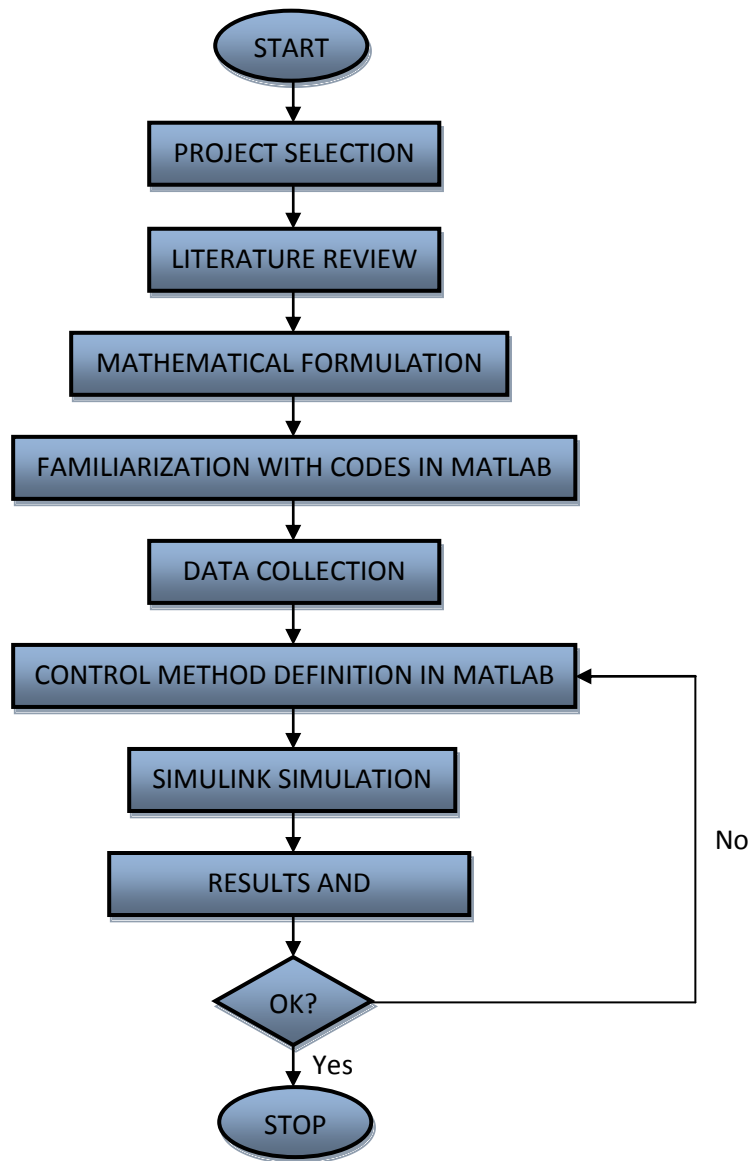 START
PROJECT SELECTION
LITERATURE REVIEW
MATHEMATICAL FORMULATION
FAMILIARIZATION WITH CODES IN MATLAB
DATA COLLECTION
CONTROL METHOD DEFINITION IN MATLAB
SIMULINK SIMULATION
RESULTS AND
OK?
No
Yes
STOP